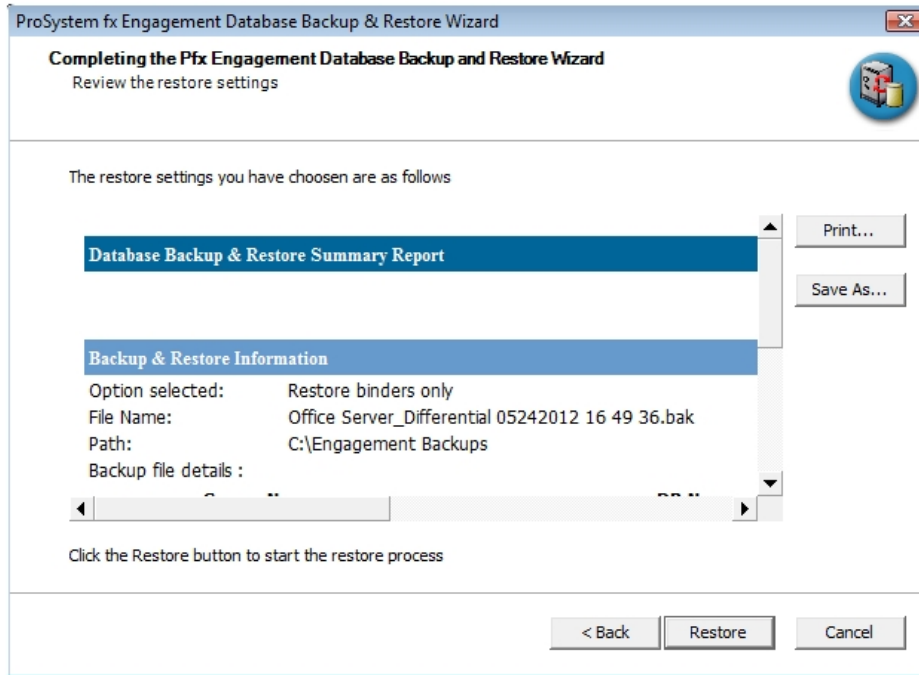 ProSystem fx Engagement Database Backup & Restore Wizard
Completing the Pfx Engagement Database Backup and Restore Wizard
Review the restore settings
The restore settings you have choosen are as follows
Print...
Database Backup & Restore Summary Report
Save As...
Backup & Restore Information
Option selected: Restore binders only
File Name: Office Server_Differential 05242012 16 49 36.bak
Path: C:\Engagement Backups
Backup file details :
Click the Restore button to start the restore process
< Back Restore Cancel